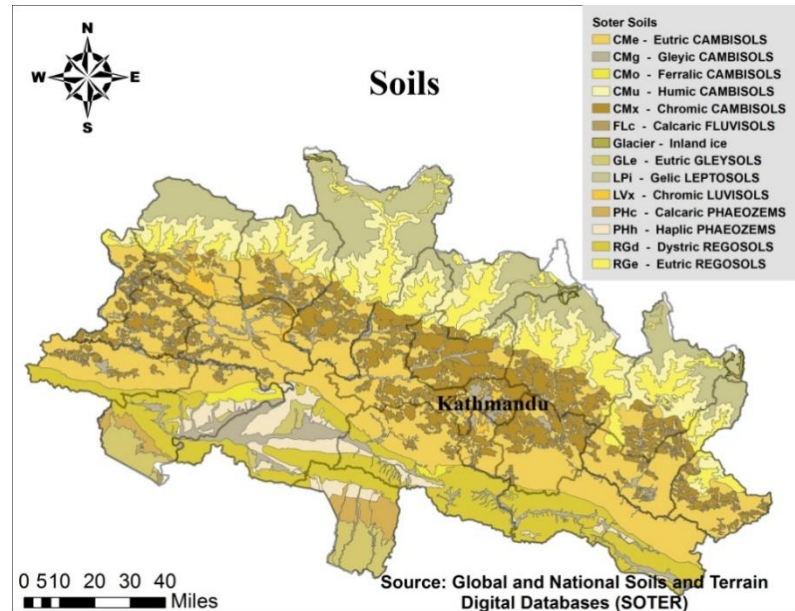 N
W E
S
Soils
Soter Soils
CMe - Eutric CAMBISOLS
CMg - Gleyic CAMBISOLS
CMo - Ferralic CAMBISOLS
CMu - Humic CAMBISOLS
CMx - Chromic CAMBISOLS
FLc - Calcaric FLUVISOLS
Glacier - Inland ice
GLe - Eutric GLEYSOLS
LPi - Gelic LEPTOSOLS
LVx - Chromic LUVISOLS
PHc - Calcaric PHAEOZEMS
PHh - Haplic PHAEOZEMS
RGd - Dystric REGOSOLS
RGe - Eutric REGOSOLS
Kathmandu
0 510 20 30 40
Miles
Source: Global and National Soils and Terrain
Digital Databases (SOTER)